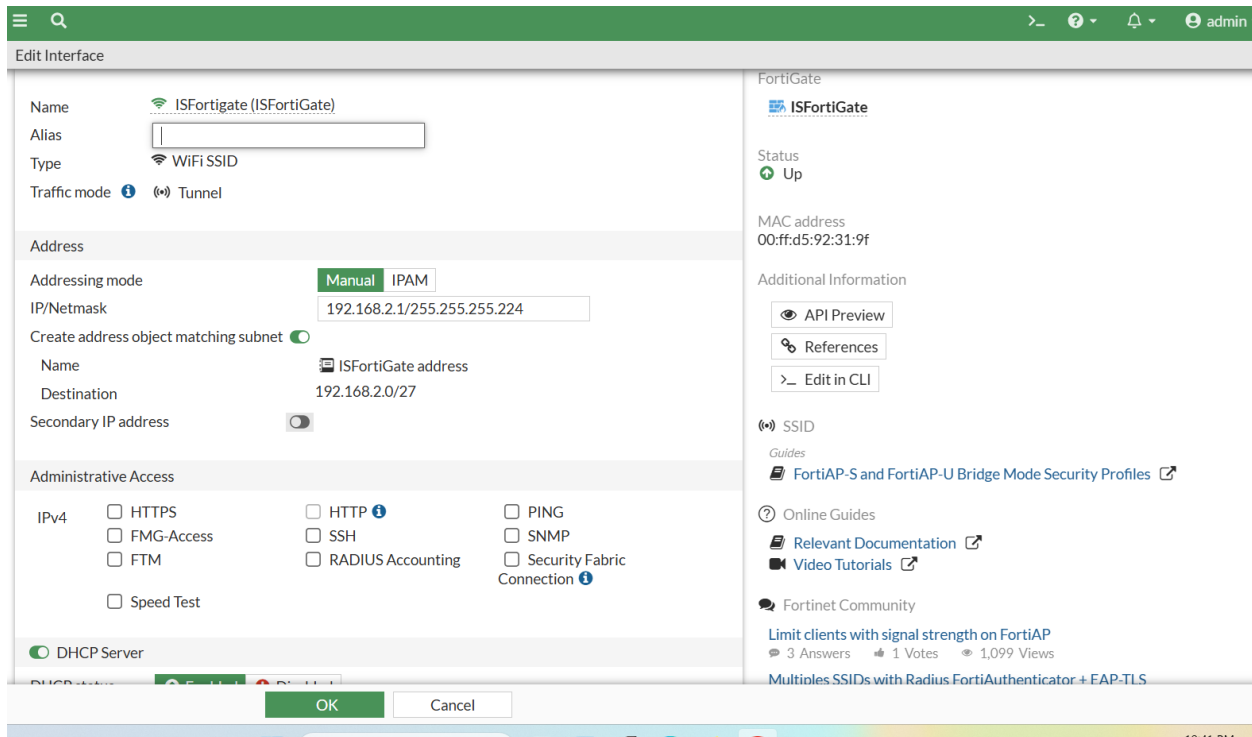 admin
Edit Interface
Name ISFortigate (ISFortiGate)
Alias
Type WiFi SSID
Traffic mode Tunnel
Address
Addressing mode Manual IPAM
IP/Netmask 192.168.2.1/255.255.255.224
Create address object matching subnet
Name ISFortiGate address
Destination 192.168.2.0/27
Secondary IP address
Administrative Access
IPv4 HTTPS HTTP PING
FMG-Access SSH SNMP
FTM RADIUS Accounting Security Fabric
Connection
Speed Test
DHCP Server
DHCP status Enabled Disabled
OK Cancel
FortiGate
ISFortiGate
Status
Up
MAC address
00:ff:d5:92:31:9f
Additional Information
API Preview
References
>_ Edit in CLI
SSID
Guides
FortiAP-S and FortiAP-U Bridge Mode Security Profiles
Online Guides
Relevant Documentation
Video Tutorials
Fortinet Community
Limit clients with signal strength on FortiAP
3 Answers 1 Votes 1,099 Views
Multiples SSIDs with Radius FortiAuthenticator + EAP-TLS